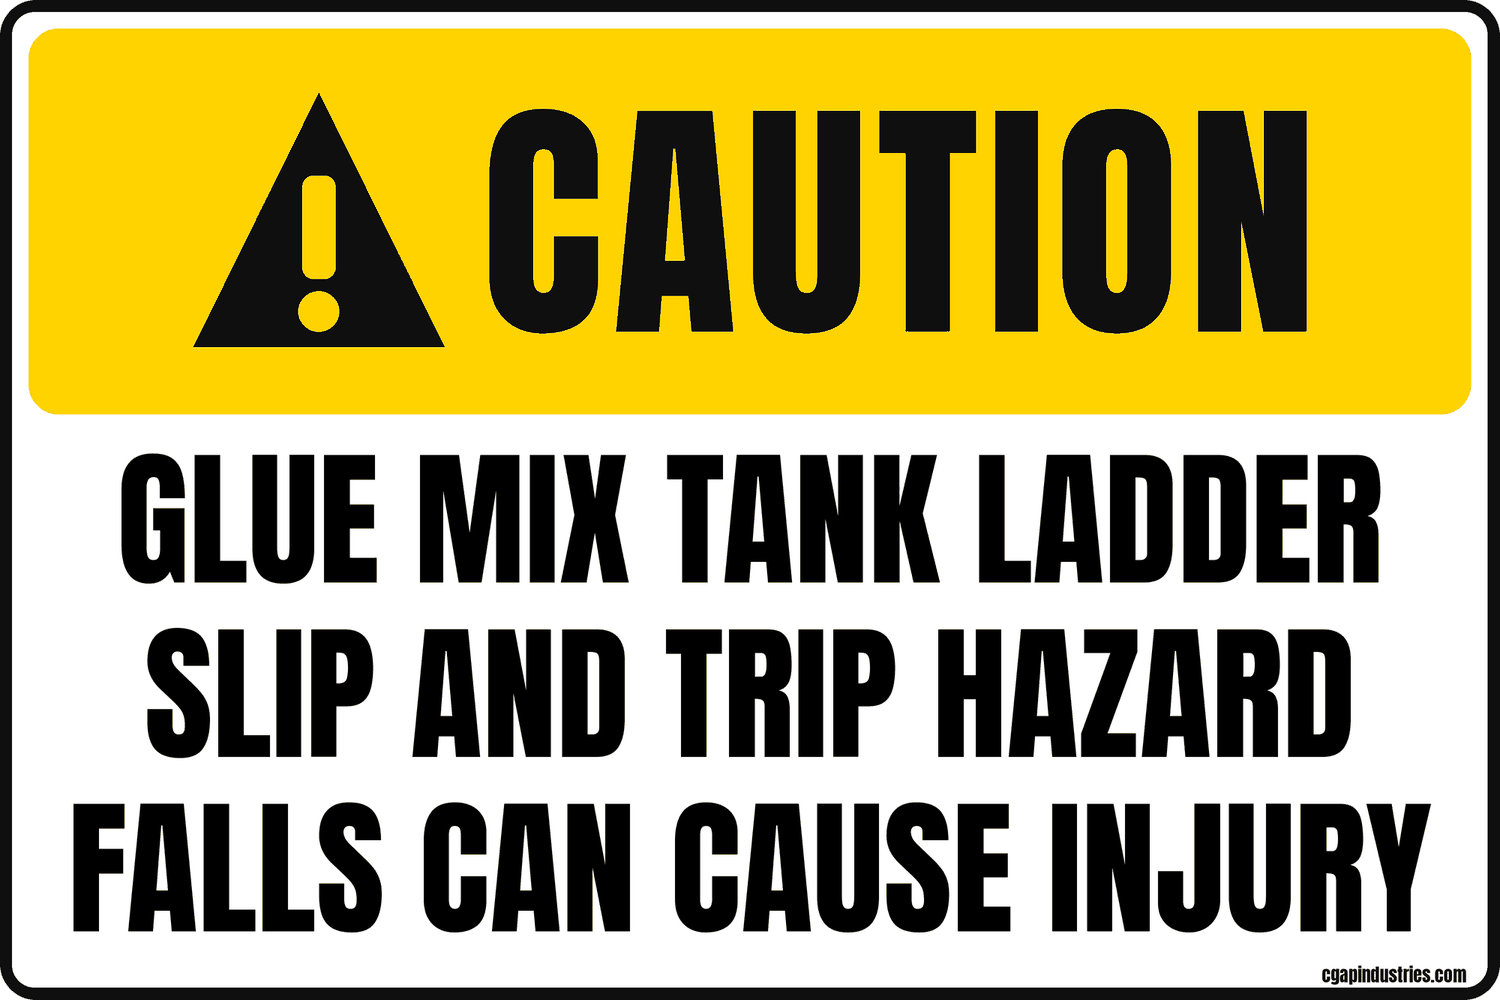 CAUTION
GLUE MIX TANK LADDER
SLIP AND TRIP HAZARD
FALLS CAN CAUSE INJURY
cgapindustries.com